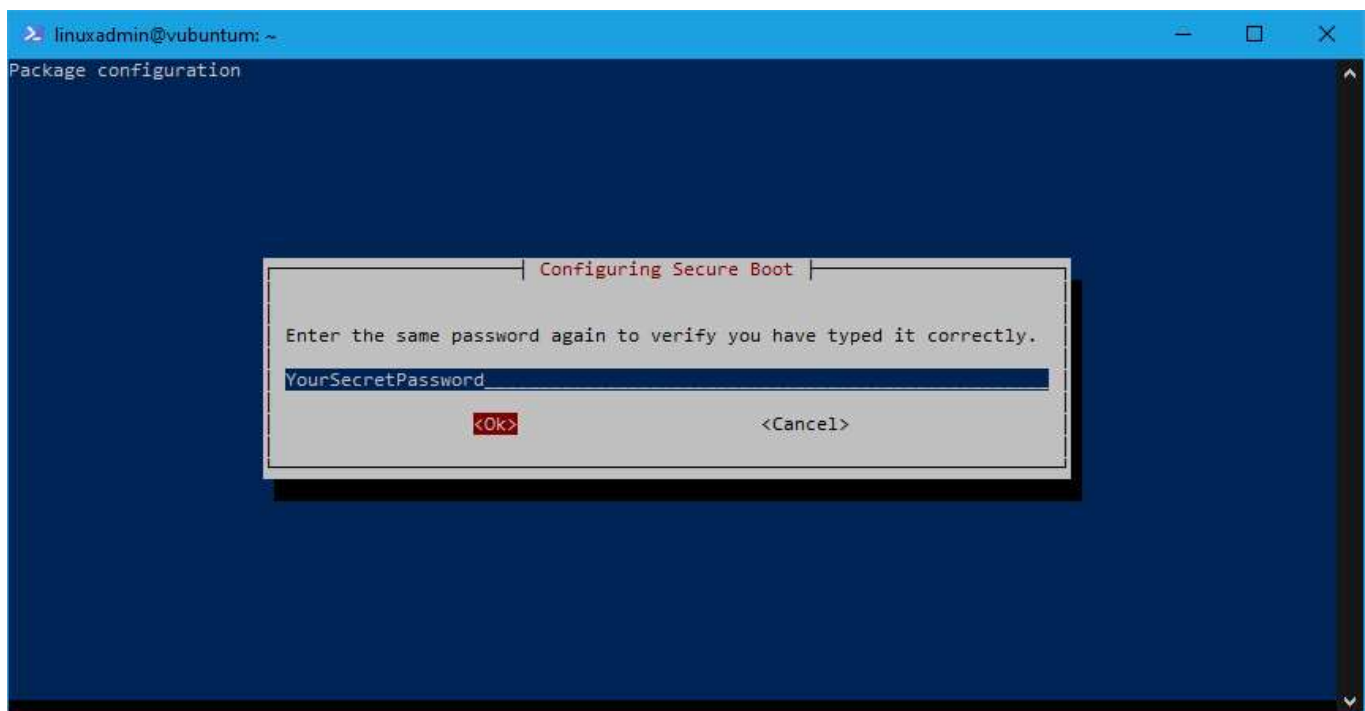 linuxadmin@vubuntum: ~
Package configuration
Configuring Secure Boot
Enter the same password again to verify you have typed it correctly.
YourSecretPassword
<Ok> <Cancel>